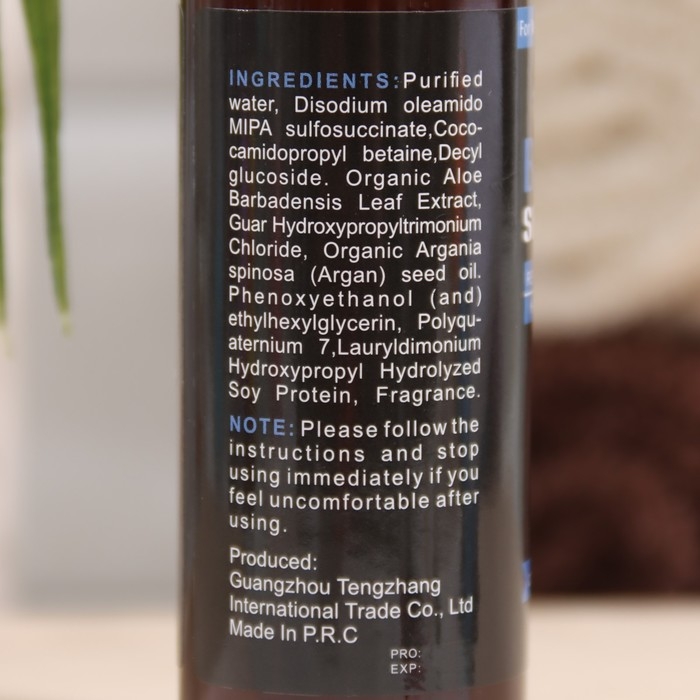 INGREDIENTS: Purified
water, Disodium oleamido
MIPA sulfosuccinate,Coco-
camidopropyl betaine,Decyl
glucoside. Organic Aloe
Barbadensis Leaf Extract,
Guar Hydroxypropyltrimonium
Chloride, Organic Argania
spinosa (Argan) seed oil.
Phenoxyethanol (and)
ethylhexylglycerin, Polyqu-
aternium 7,Lauryldimonium
Hydroxypropyl Hydrolyzed
Soy Protein, Fragrance.
NOTE: Please follow the
instructions and stop
using immediately if you
feel uncomfortable after
using.
Produced:
Guangzhou Tengzhang
International Trade Co., Ltd
Made In P.R.C
PRO:
EXP: